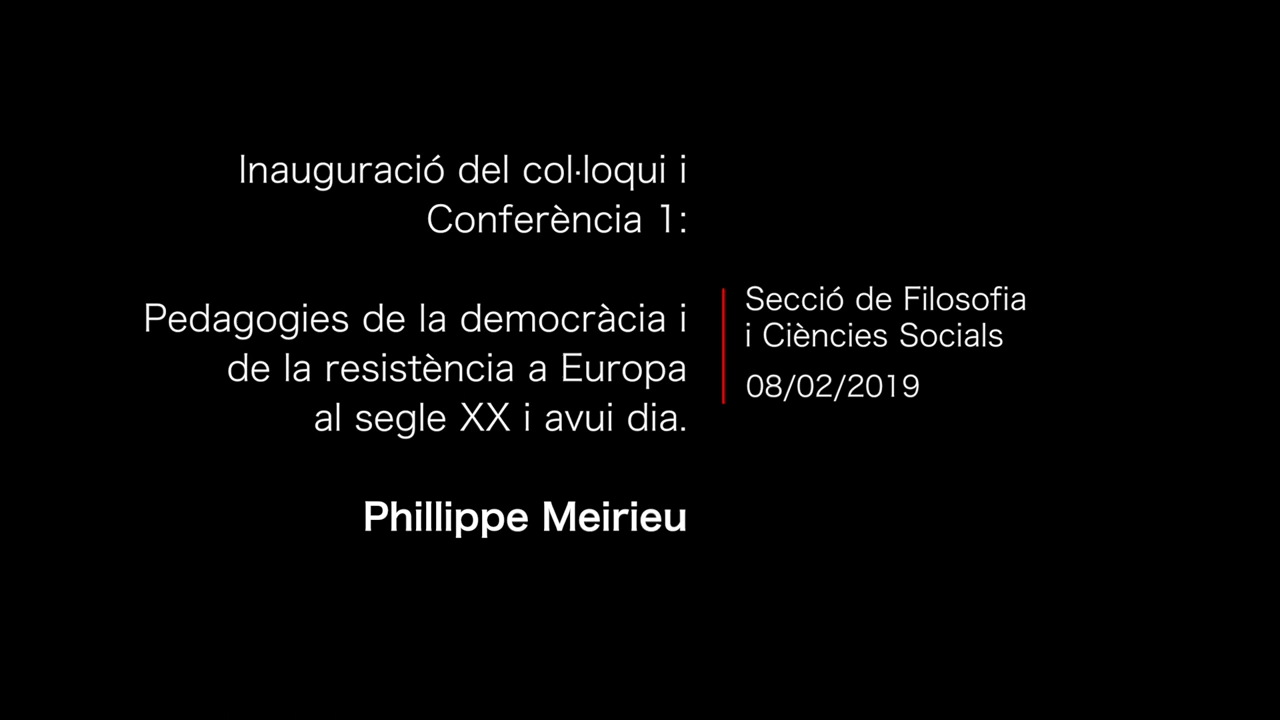 Inauguració del col·loqui i
Conferència 1:
Pedagogies de la democràcia i
de la resistència a Europa
al segle XX i avui dia.
Phillippe Meirieu
Secció de Filosofia
i Ciències Socials
08/02/2019